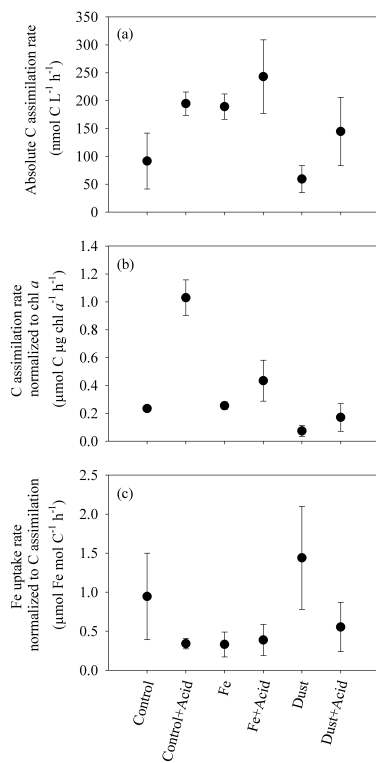 (a)
Absolute C assimilation rate
(nmol C L⁻¹ h⁻¹)
350
300
250
200
150
100
50
0
(b)
C assimilation rate
normalized to chl a
(μmol C μg chl a⁻¹ h⁻¹)
1.4
1.2
1.0
0.8
0.6
0.4
0.2
0.0
(c)
Fe uptake rate
normalized to C assimilation
(μmol Fe mol C⁻¹ h⁻¹)
2.5
2.0
1.5
1.0
0.5
0.0
Control
Control+Acid
Fe
Fe+Acid
Dust
Dust+Acid